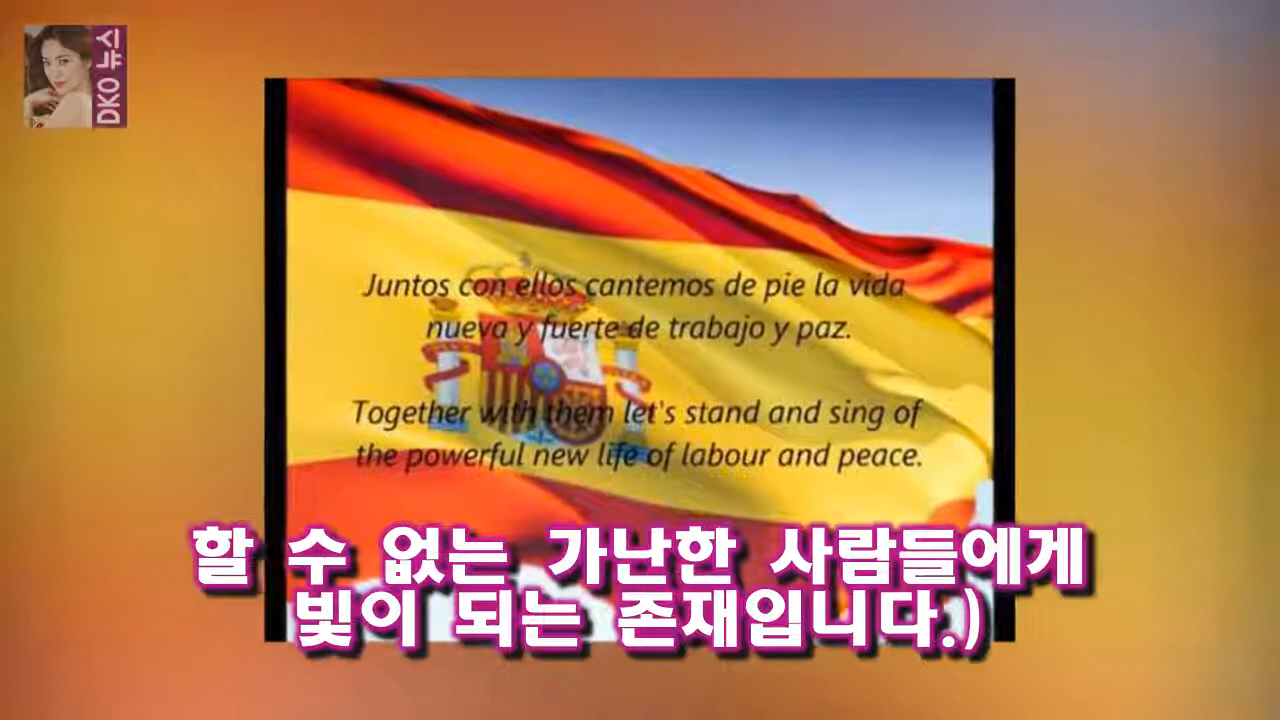 DKO 뉴스
Juntos con ellos cantemos de pie la vida
nueva y fuerte de trabajo y paz.
Together with them let's stand and sing of
the powerful new life of labour and peace.
할 수 없는 가난한 사람들에게
빛이 되는 존재입니다.)